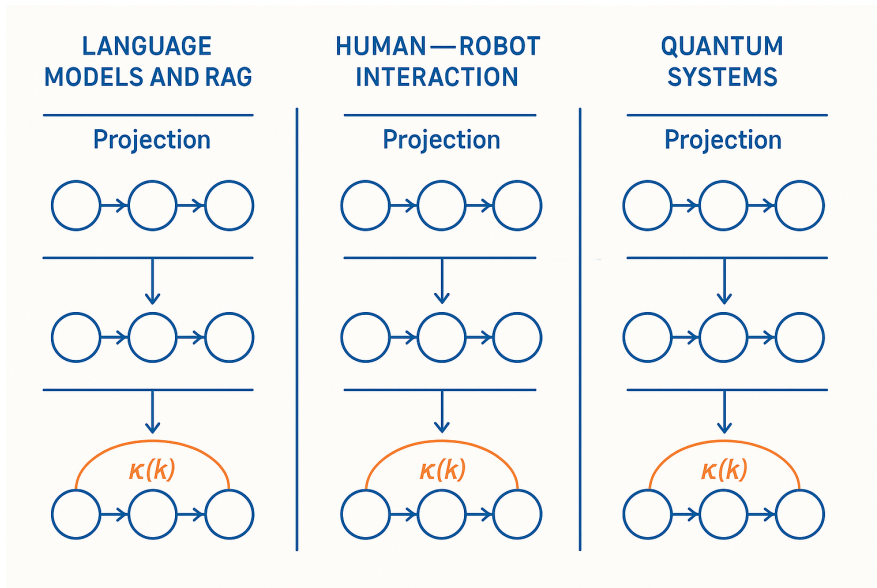 LANGUAGE
MODELS AND RAG
Projection
κ(k)
HUMAN—ROBOT
INTERACTION
Projection
κ(k)
QUANTUM
SYSTEMS
Projection
κ(k)